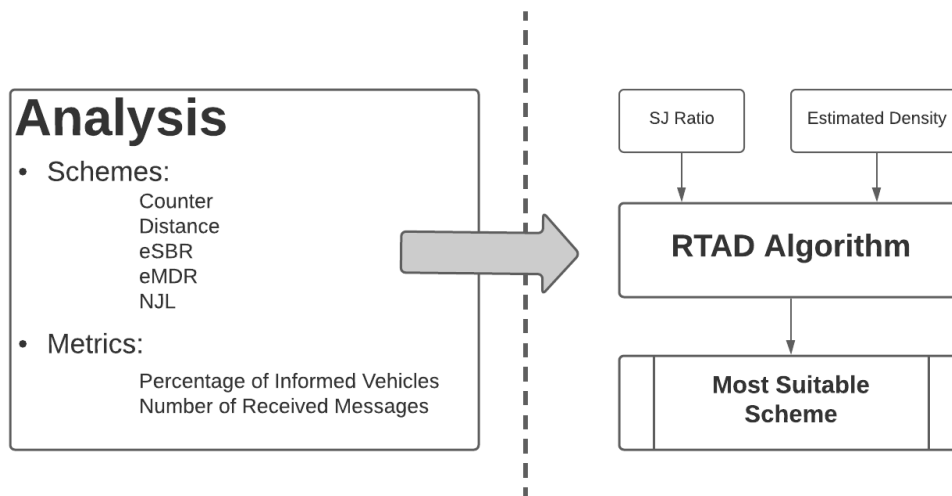 Analysis
• Schemes:
Counter
Distance
eSBR
eMDR
NJL
• Metrics:
Percentage of Informed Vehicles
Number of Received Messages
SJ Ratio
Estimated Density
RTAD Algorithm
Most Suitable
Scheme